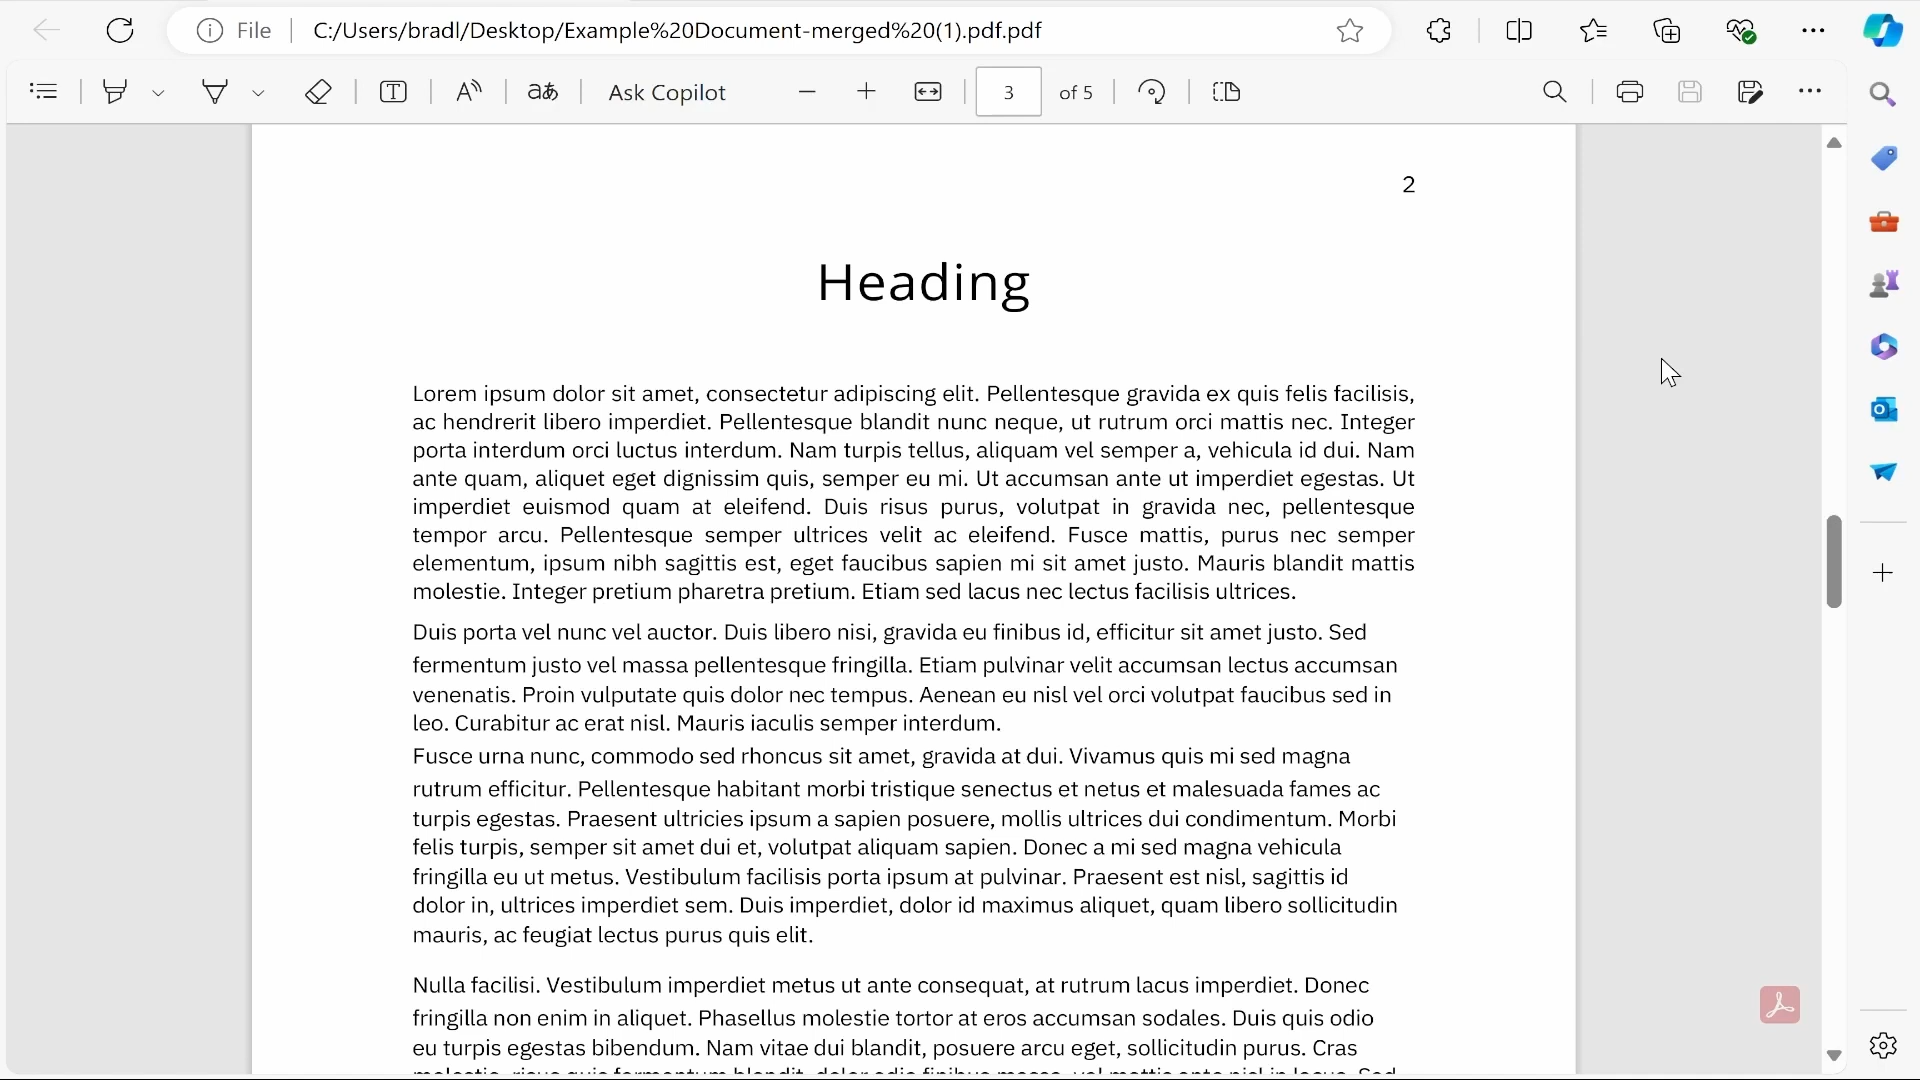 File C:/Users/bradl/Desktop/Example%20Document-merged%20(1).pdf.pdf
T A aあ Ask Copilot 3 of 5
2
Heading
Lorem ipsum dolor sit amet, consectetur adipiscing elit. Pellentesque gravida ex quis felis facilisis,
ac hendrerit libero imperdiet. Pellentesque blandit nunc neque, ut rutrum orci mattis nec. Integer
porta interdum orci luctus interdum. Nam turpis tellus, aliquam vel semper a, vehicula id dui. Nam
ante quam, aliquet eget dignissim quis, semper eu mi. Ut accumsan ante ut imperdiet egestas. Ut
imperdiet euismod quam at eleifend. Duis risus purus, volutpat in gravida nec, pellentesque
tempor arcu. Pellentesque semper ultrices velit ac eleifend. Fusce mattis, purus nec semper
elementum, ipsum nibh sagittis est, eget faucibus sapien mi sit amet justo. Mauris blandit mattis
molestie. Integer pretium pharetra pretium. Etiam sed lacus nec lectus facilisis ultrices.
Duis porta vel nunc vel auctor. Duis libero nisi, gravida eu finibus id, efficitur sit amet justo. Sed
fermentum justo vel massa pellentesque fringilla. Etiam pulvinar velit accumsan lectus accumsan
venenatis. Proin vulputate quis dolor nec tempus. Aenean eu nisl vel orci volutpat faucibus sed in
leo. Curabitur ac erat nisl. Mauris iaculis semper interdum.
Fusce urna nunc, commodo sed rhoncus sit amet, gravida at dui. Vivamus quis mi sed magna
rutrum efficitur. Pellentesque habitant morbi tristique senectus et netus et malesuada fames ac
turpis egestas. Praesent ultricies ipsum a sapien posuere, mollis ultrices dui condimentum. Morbi
felis turpis, semper sit amet dui et, volutpat aliquam sapien. Donec a mi sed magna vehicula
fringilla eu ut metus. Vestibulum facilisis porta ipsum at pulvinar. Praesent est nisl, sagittis id
dolor in, ultrices imperdiet sem. Duis imperdiet, dolor id maximus aliquet, quam libero sollicitudin
mauris, ac feugiat lectus purus quis elit.
Nulla facilisi. Vestibulum imperdiet metus ut ante consequat, at rutrum lacus imperdiet. Donec
fringilla non enim in aliquet. Phasellus molestie tortor at eros accumsan sodales. Duis quis odio
eu turpis egestas bibendum. Nam vitae dui blandit, posuere arcu eget, sollicitudin purus. Cras